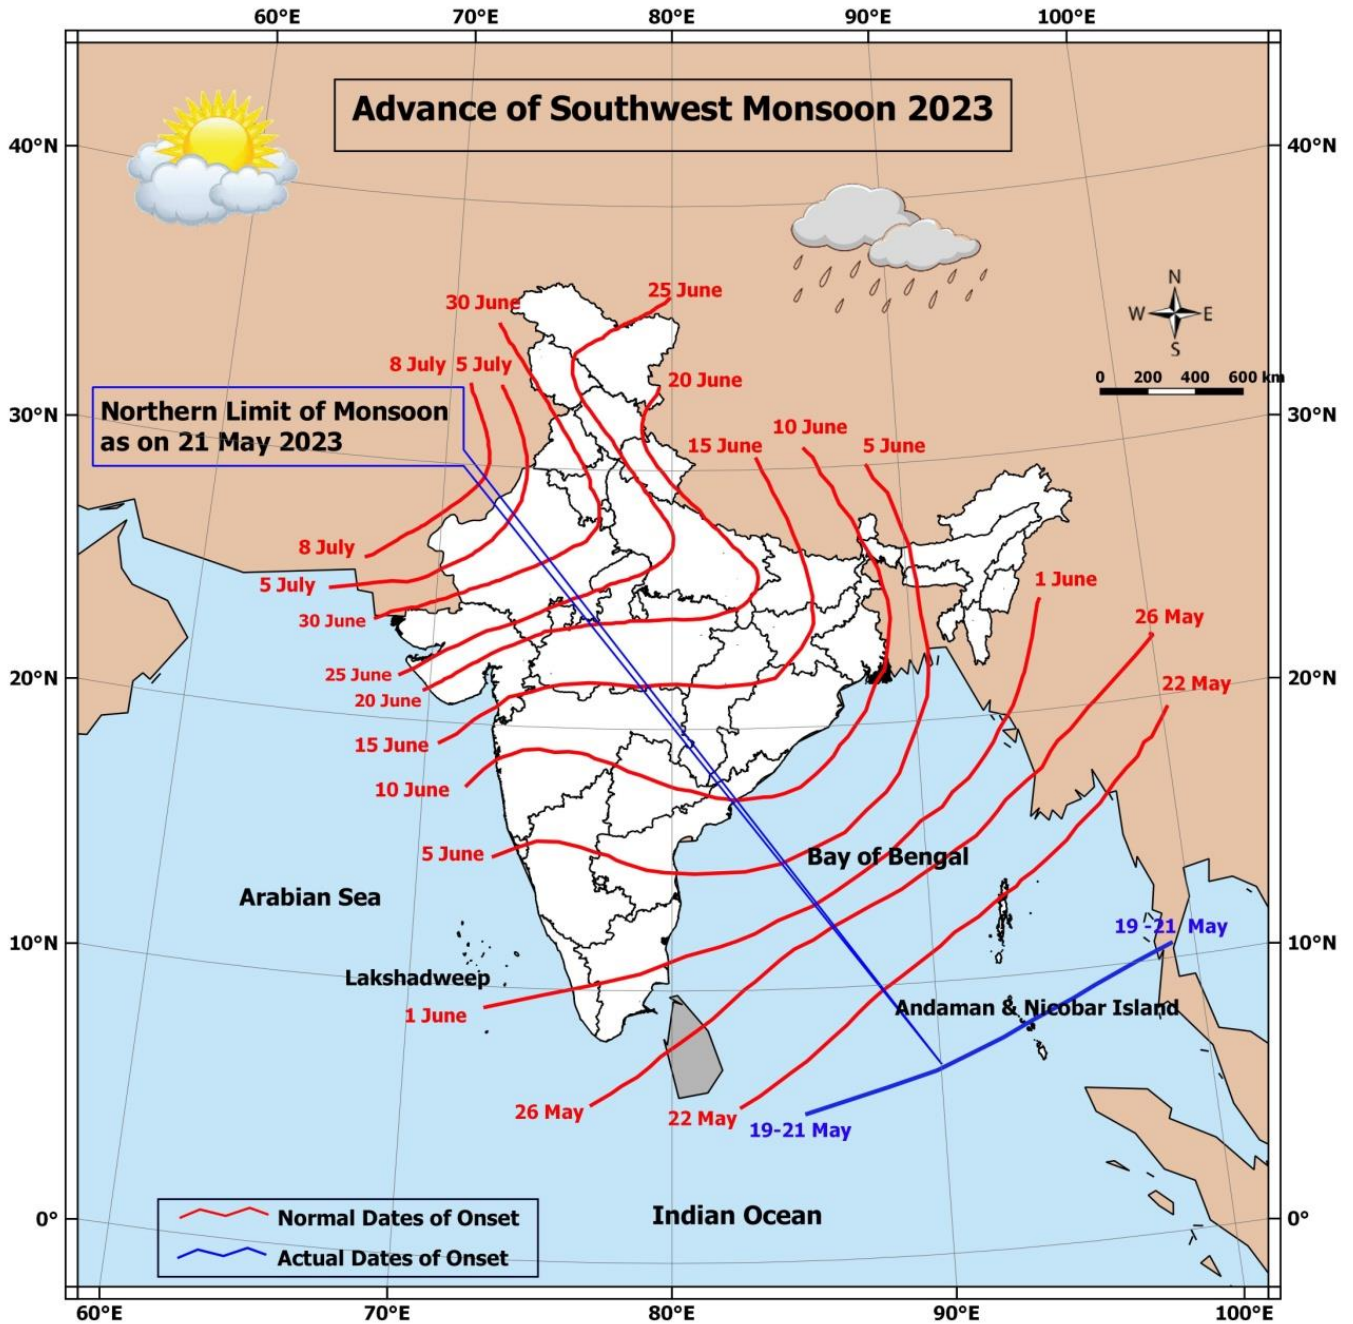 60°E 70°E 80°E 90°E 100°E
Advance of Southwest Monsoon 2023
40°N 40°N
N
W E
S
30 June 25 June
8 July 5 July
20 June
0 200 400 600 km
Northern Limit of Monsoon
as on 21 May 2023
30°N 30°N
10 June
15 June 5 June
8 July
5 July
1 June
30 June
26 May
25 June
20°N 20°N
22 May
20 June
15 June
10 June
5 June
Bay of Bengal
Arabian Sea
19 -21 May
10°N 10°N
Lakshadweep
Andaman & Nicobar Island
1 June
26 May
22 May
19-21 May
Indian Ocean
0° 0°
Normal Dates of Onset
Actual Dates of Onset
60°E 70°E 80°E 90°E 100°E